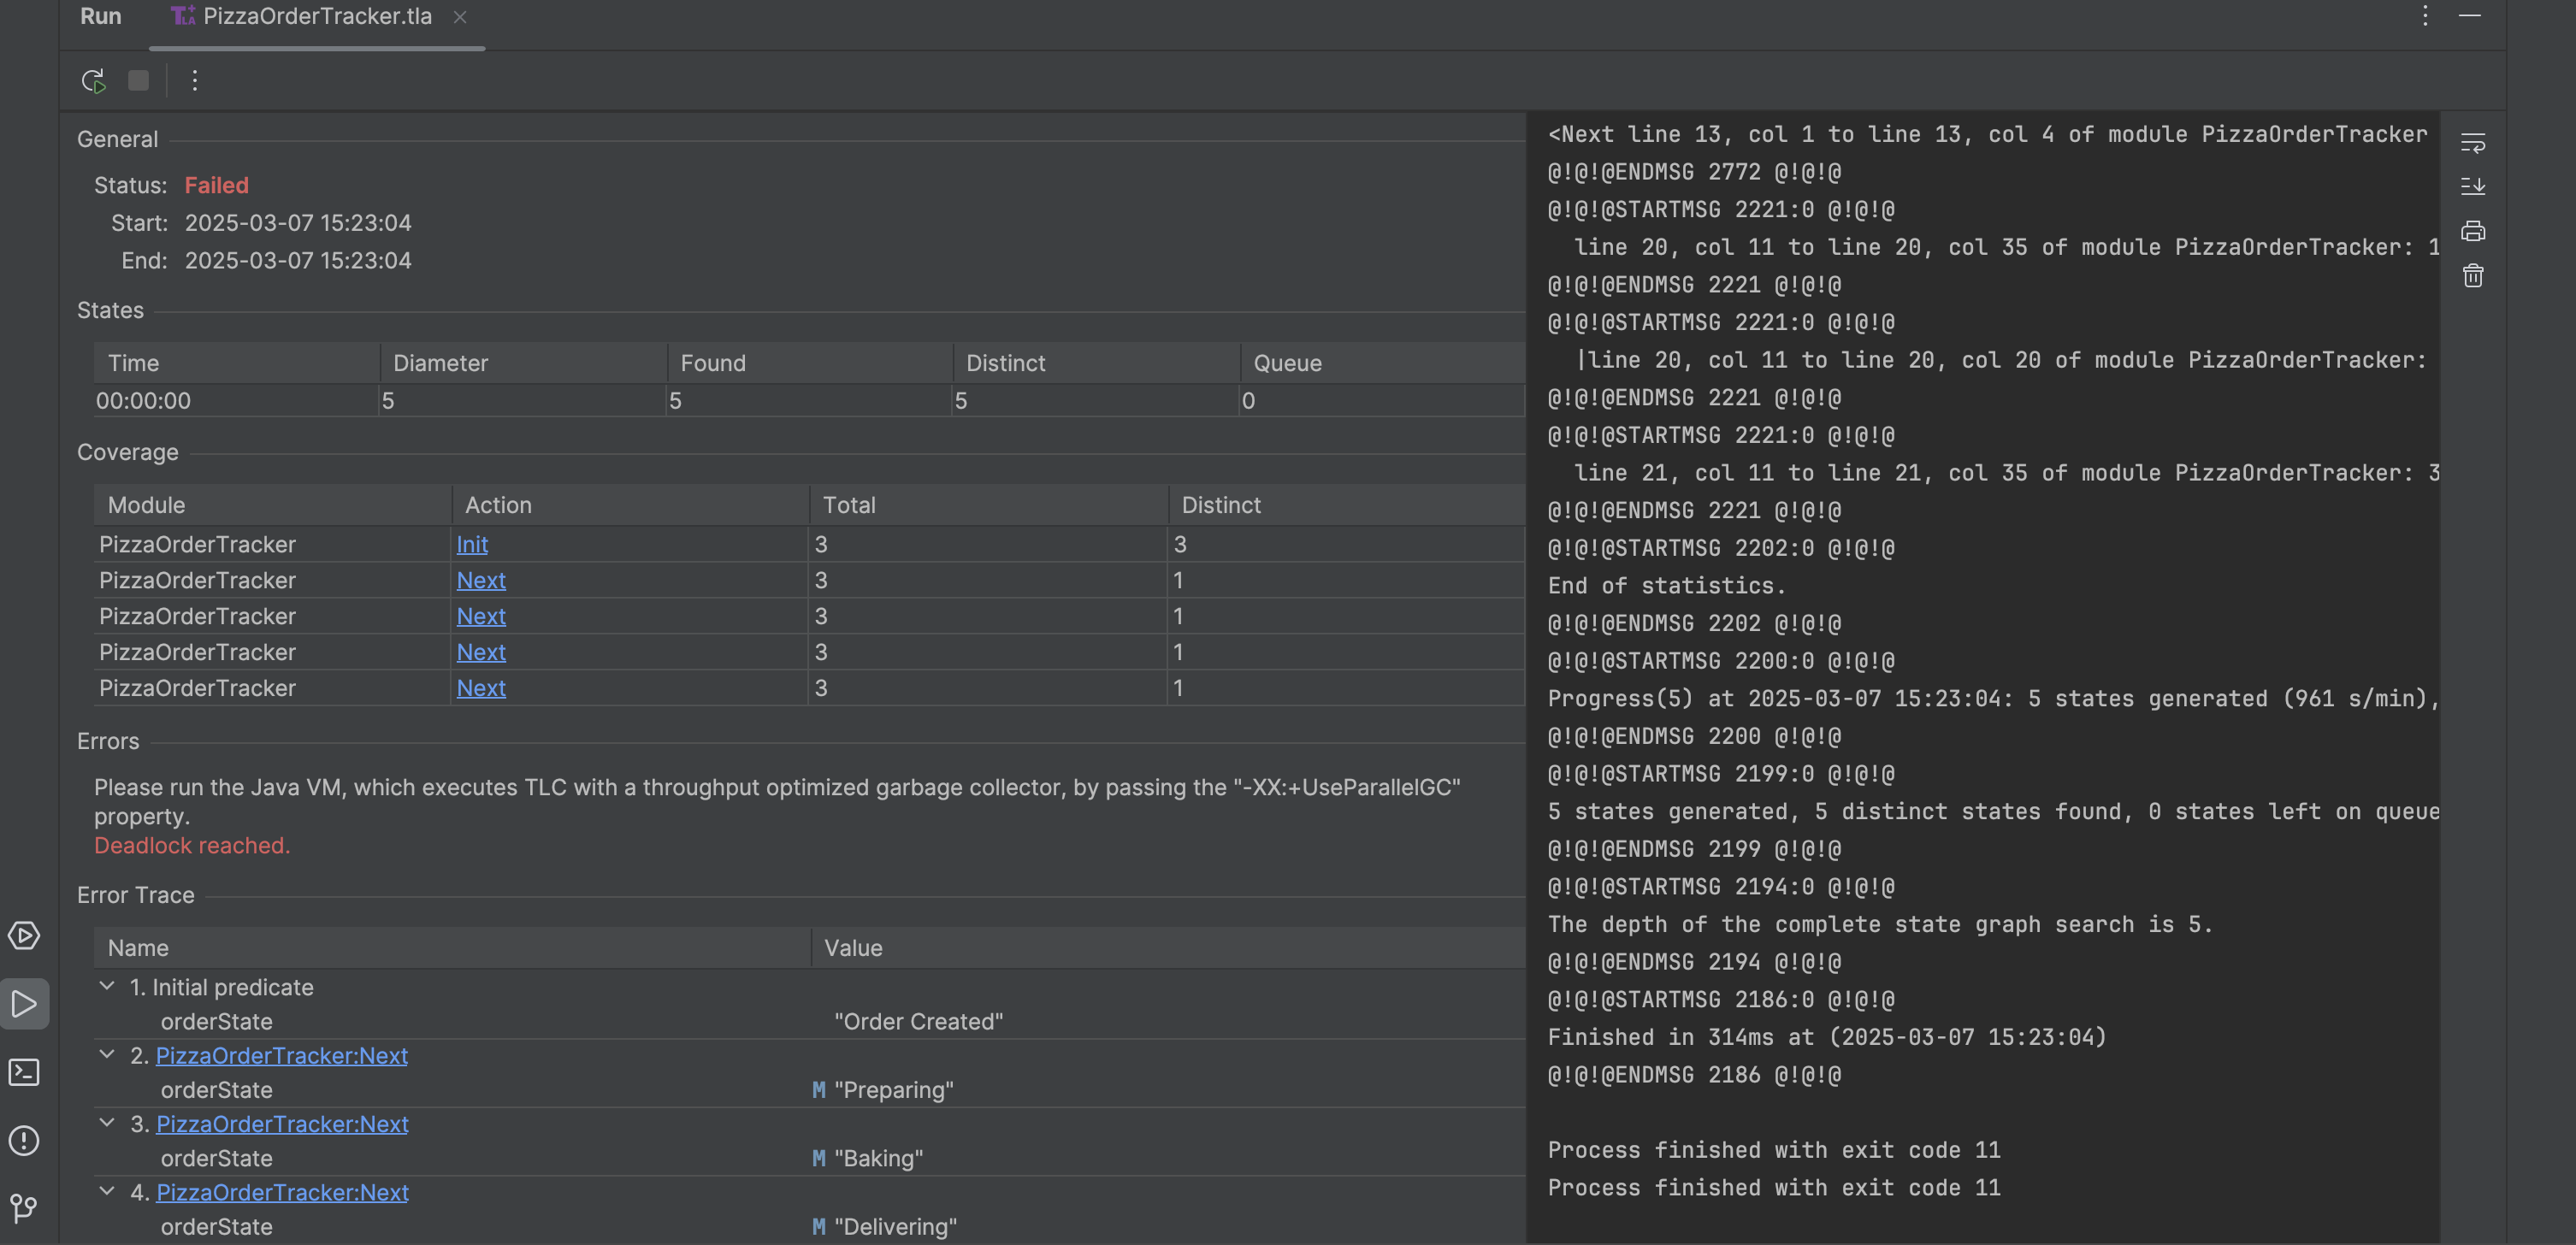 Run
PizzaOrderTracker.tla
General
Status: Failed
Start: 2025-03-07 15:23:04
End: 2025-03-07 15:23:04
States
Time Diameter Found Distinct Queue
00:00:00 5 5 5 0
Coverage
Module Action Total Distinct
PizzaOrderTracker Init 3 3
PizzaOrderTracker Next 3 1
PizzaOrderTracker Next 3 1
PizzaOrderTracker Next 3 1
PizzaOrderTracker Next 3 1
Errors
Please run the Java VM, which executes TLC with a throughput optimized garbage collector, by passing the "-XX:+UseParallelGC"
property.
Deadlock reached.
Error Trace
Name Value
1. Initial predicate
orderState "Order Created"
2. PizzaOrderTracker:Next
orderState M "Preparing"
3. PizzaOrderTracker:Next
orderState M "Baking"
4. PizzaOrderTracker:Next
orderState M "Delivering"
<Next line 13, col 1 to line 13, col 4 of module PizzaOrderTracker
@!@!@ENDMSG 2772 @!@!@
@!@!@STARTMSG 2221:0 @!@!@
line 20, col 11 to line 20, col 35 of module PizzaOrderTracker: 1
@!@!@ENDMSG 2221 @!@!@
@!@!@STARTMSG 2221:0 @!@!@
|line 20, col 11 to line 20, col 20 of module PizzaOrderTracker:
@!@!@ENDMSG 2221 @!@!@
@!@!@STARTMSG 2221:0 @!@!@
line 21, col 11 to line 21, col 35 of module PizzaOrderTracker: 3
@!@!@ENDMSG 2221 @!@!@
@!@!@STARTMSG 2202:0 @!@!@
End of statistics.
@!@!@ENDMSG 2202 @!@!@
@!@!@STARTMSG 2200:0 @!@!@
Progress(5) at 2025-03-07 15:23:04: 5 states generated (961 s/min),
@!@!@ENDMSG 2200 @!@!@
@!@!@STARTMSG 2199:0 @!@!@
5 states generated, 5 distinct states found, 0 states left on queue
@!@!@ENDMSG 2199 @!@!@
@!@!@STARTMSG 2194:0 @!@!@
The depth of the complete state graph search is 5.
@!@!@ENDMSG 2194 @!@!@
@!@!@STARTMSG 2186:0 @!@!@
Finished in 314ms at (2025-03-07 15:23:04)
@!@!@ENDMSG 2186 @!@!@
Process finished with exit code 11
Process finished with exit code 11